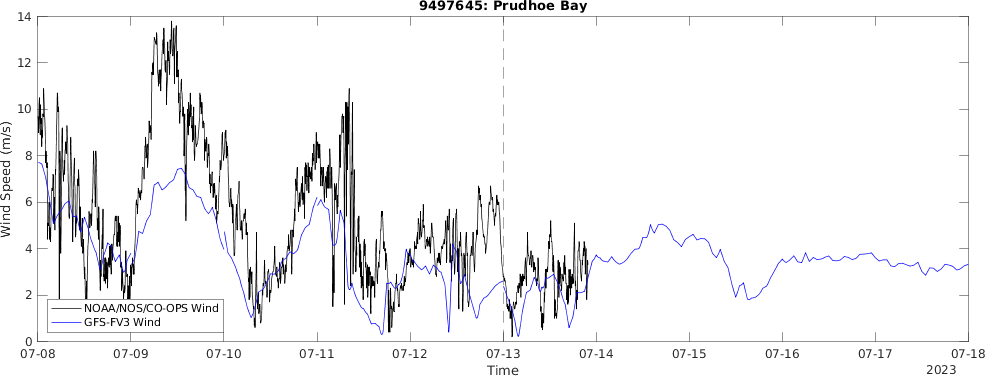 9497645: Prudhoe Bay
14
12
10
8
6
4
2
0
Wind Speed (m/s)
NOAA/NOS/CO-OPS Wind
GFS-FV3 Wind
07-08 07-09 07-10 07-11 07-12 07-13 07-14 07-15 07-16 07-17 07-18
Time
2023